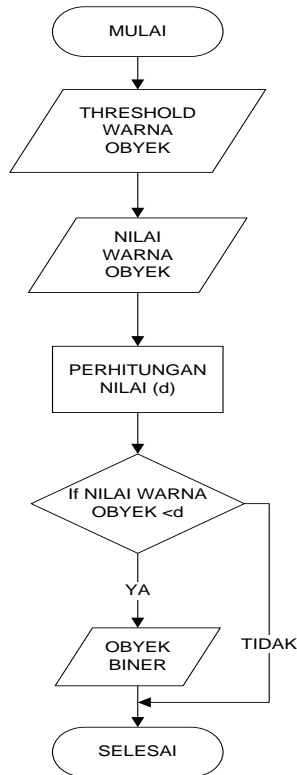 MULAI
THRESHOLD
WARNA
OBYEK
NILAI
WARNA
OBYEK
PERHITUNGAN
NILAI (d)
If NILAI WARNA
OBYEK <d
YA
TIDAK
OBYEK
BINER
SELESAI